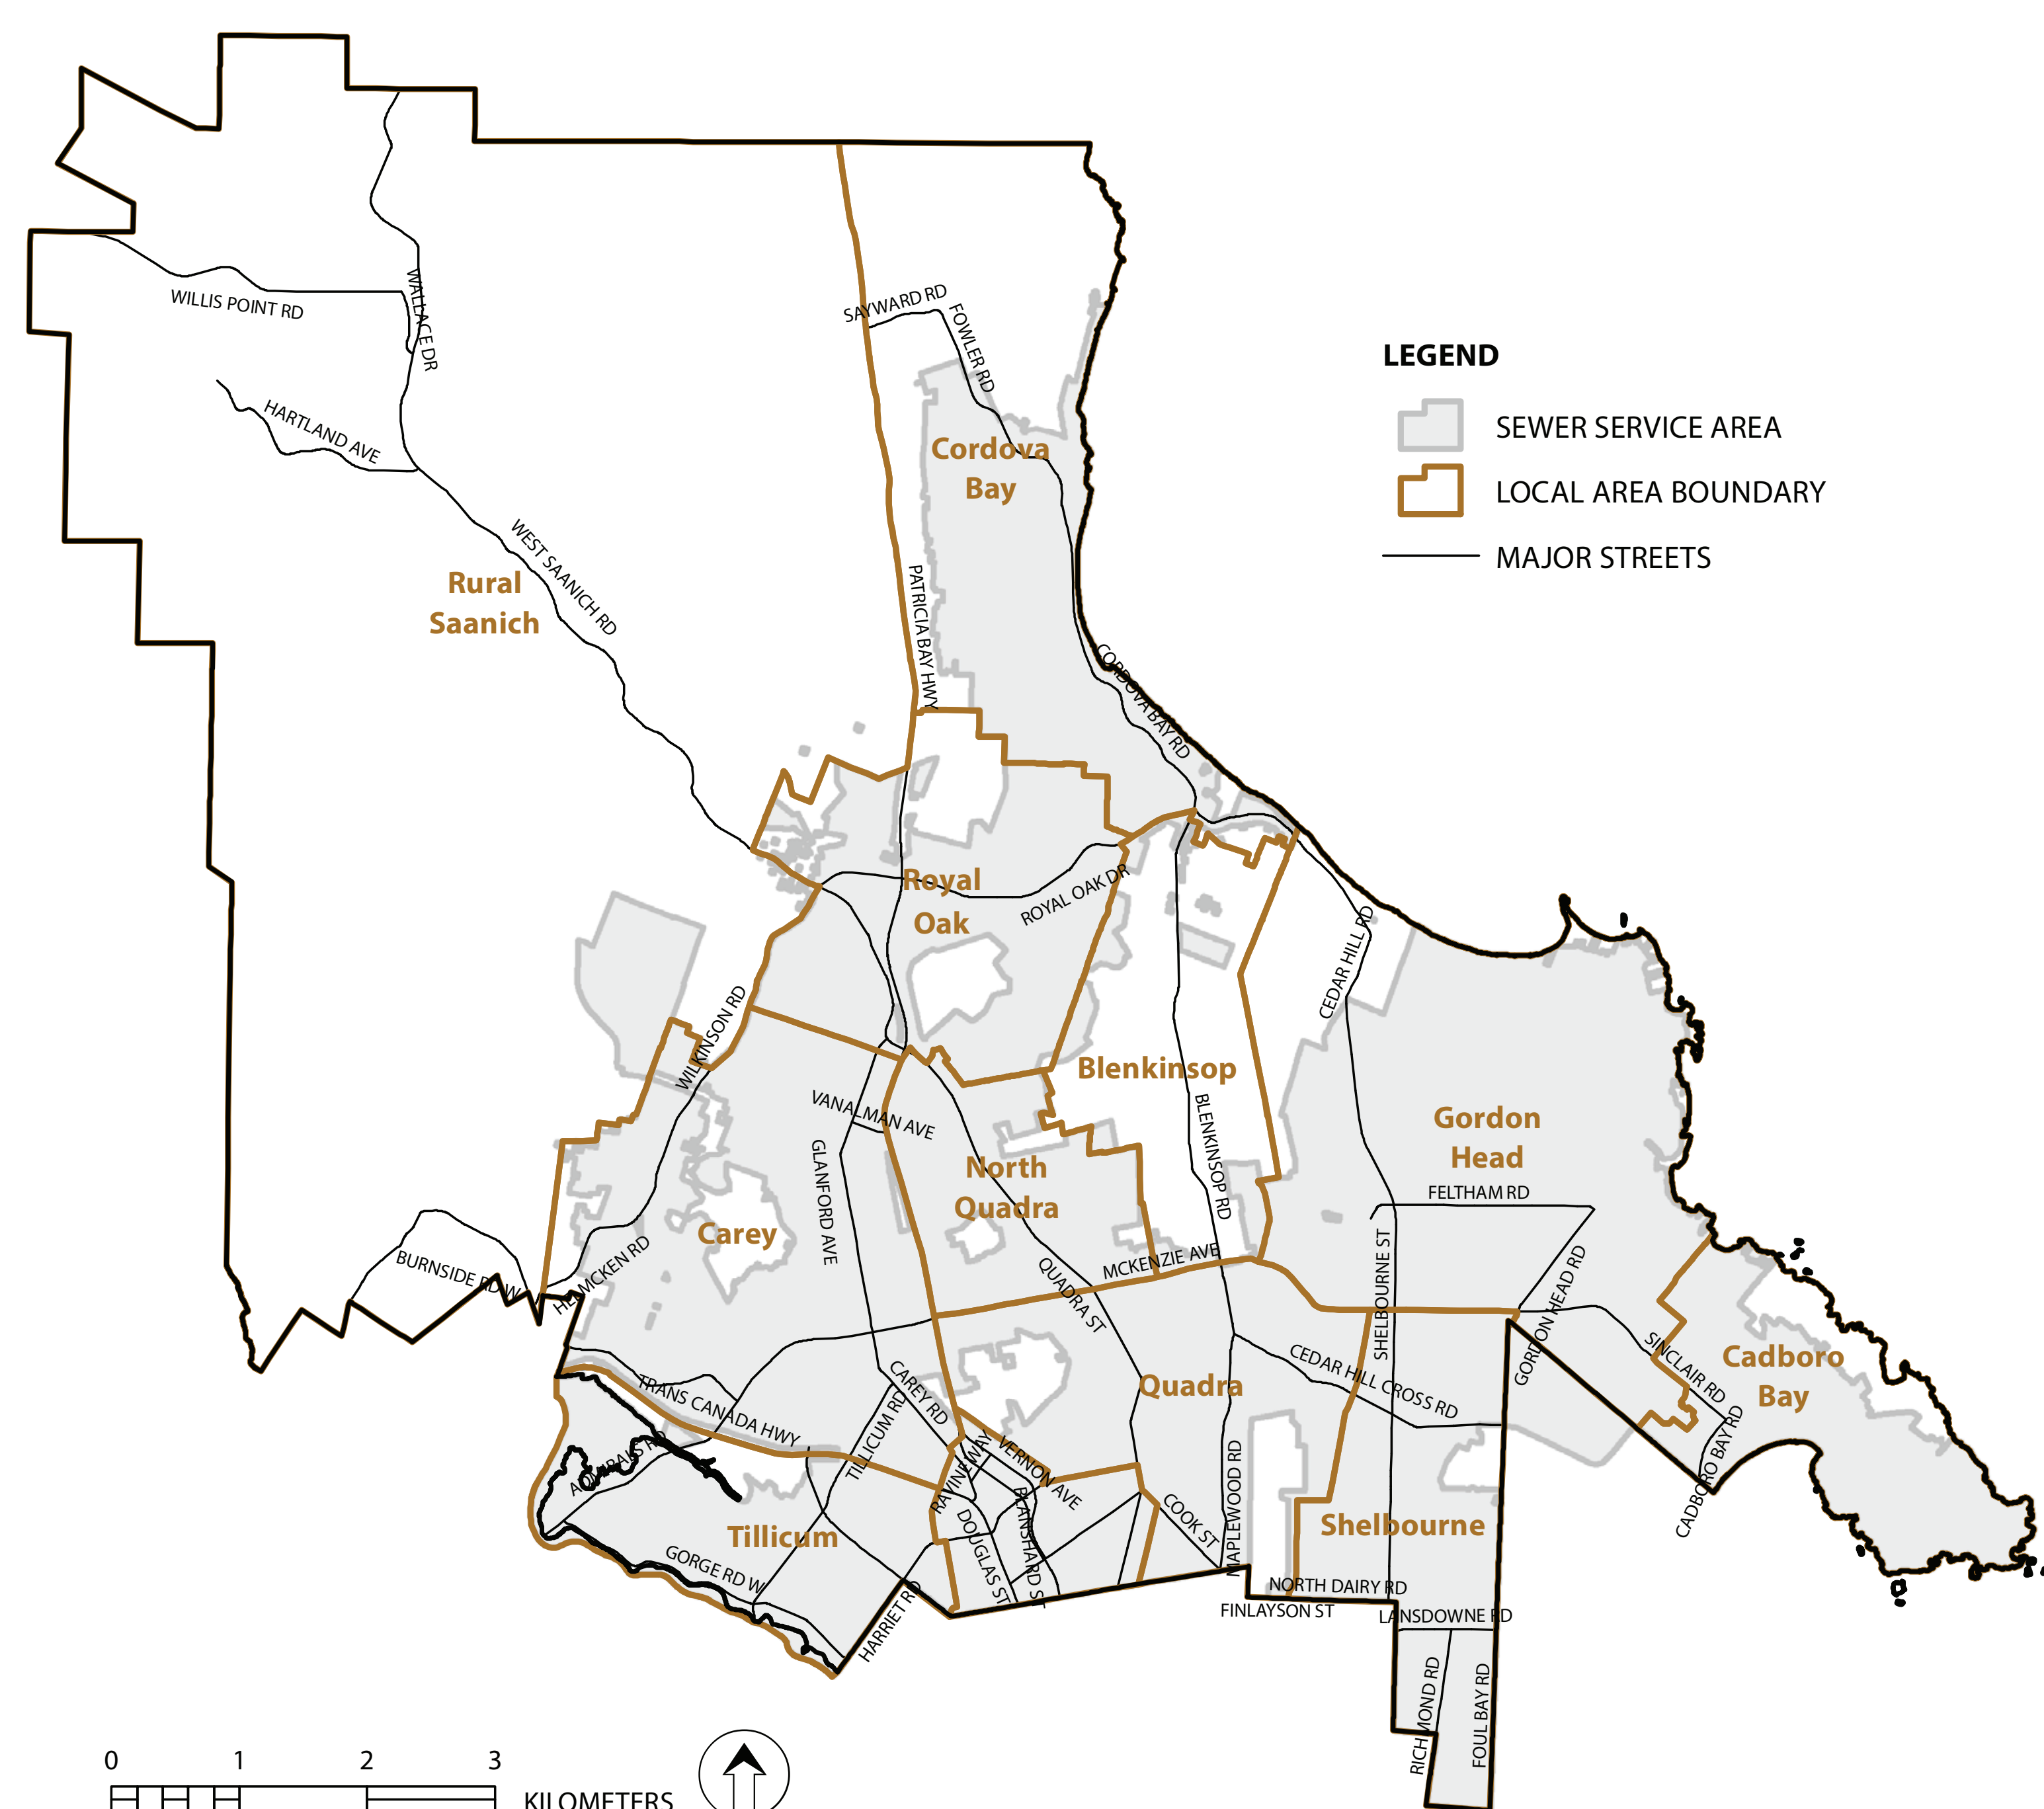 WILLIS POINT RD
WALLACE DR
SAYWARD RD
FOWLER RD
LEGEND
SEWER SERVICE AREA
LOCAL AREA BOUNDARY
MAJOR STREETS
HARTLAND AVE
Cordova
Bay
WEST SAANICH RD
Rural
Saanich
PATRICIA BAY HWY
CORDOVA BAY RD
Royal
Oak
ROYAL OAK DR
CEDAR HILL RD
WILKINSON RD
Blenkinsop
VANALMAN AVE
BLENKINSOP RD
Gordon
Head
GLANFORD AVE
North
Quadra
FELTHAM RD
Carey
BURNSIDE RD W
HELMCKEN RD
QUADRA ST
MCKENZIE AVE
SHELBOURNE ST
GORDON HEAD RD
SINCLAIR RD
Cadboro
Bay
CEDAR HILL CROSS RD
Quadra
TRANS CANADA HWY
CAREY RD
TILLICUM RD
ADMIRALS RD
RAVINE WAY
VERNON AVE
CADBORO BAY RD
Tillicum
DOUGLAS ST
BLANSHARD ST
COOK ST
MAPLEWOOD RD
Shelbourne
GORGE RD W
HARRIET RD
NORTH DAIRY RD
FINLAYSON ST
LANSDOWNE RD
RICHMOND RD
FOUL BAY RD
0 1 2 3
KILOMETERS